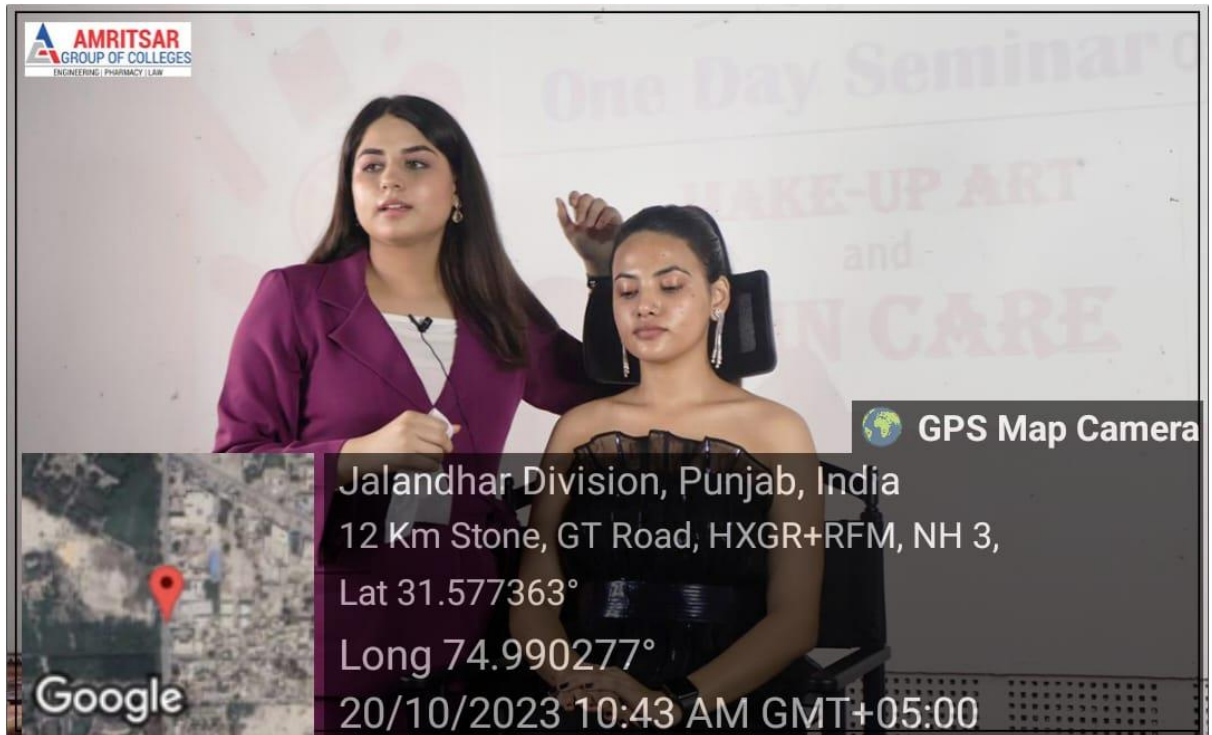 AMRITSAR
GROUP OF COLLEGES
ENGINEERING | PHARMACY | LAW
One Day Seminar
MAKE-UP ART
and
CARE
GPS Map Camera
Jalandhar Division, Punjab, India
12 Km Stone, GT Road, HXGR+RFM, NH 3,
Lat 31.577363°
Long 74.990277°
20/10/2023 10:43 AM GMT+05:00
Google